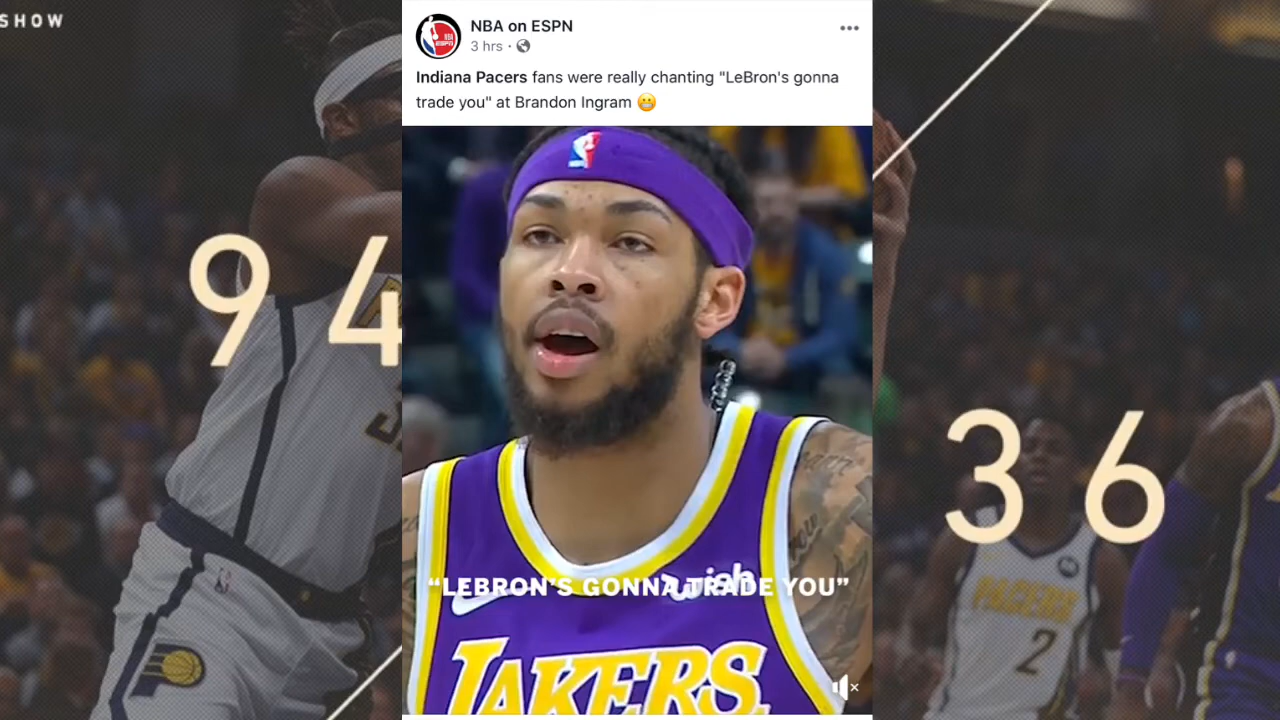 SHOW
NBA on ESPN
3 hrs ·
Indiana Pacers fans were really chanting "LeBron's gonna
trade you" at Brandon Ingram 😬
94
36
wish
“LEBRON’S GONNA TRADE YOU”
LAKERS
PACERS
2